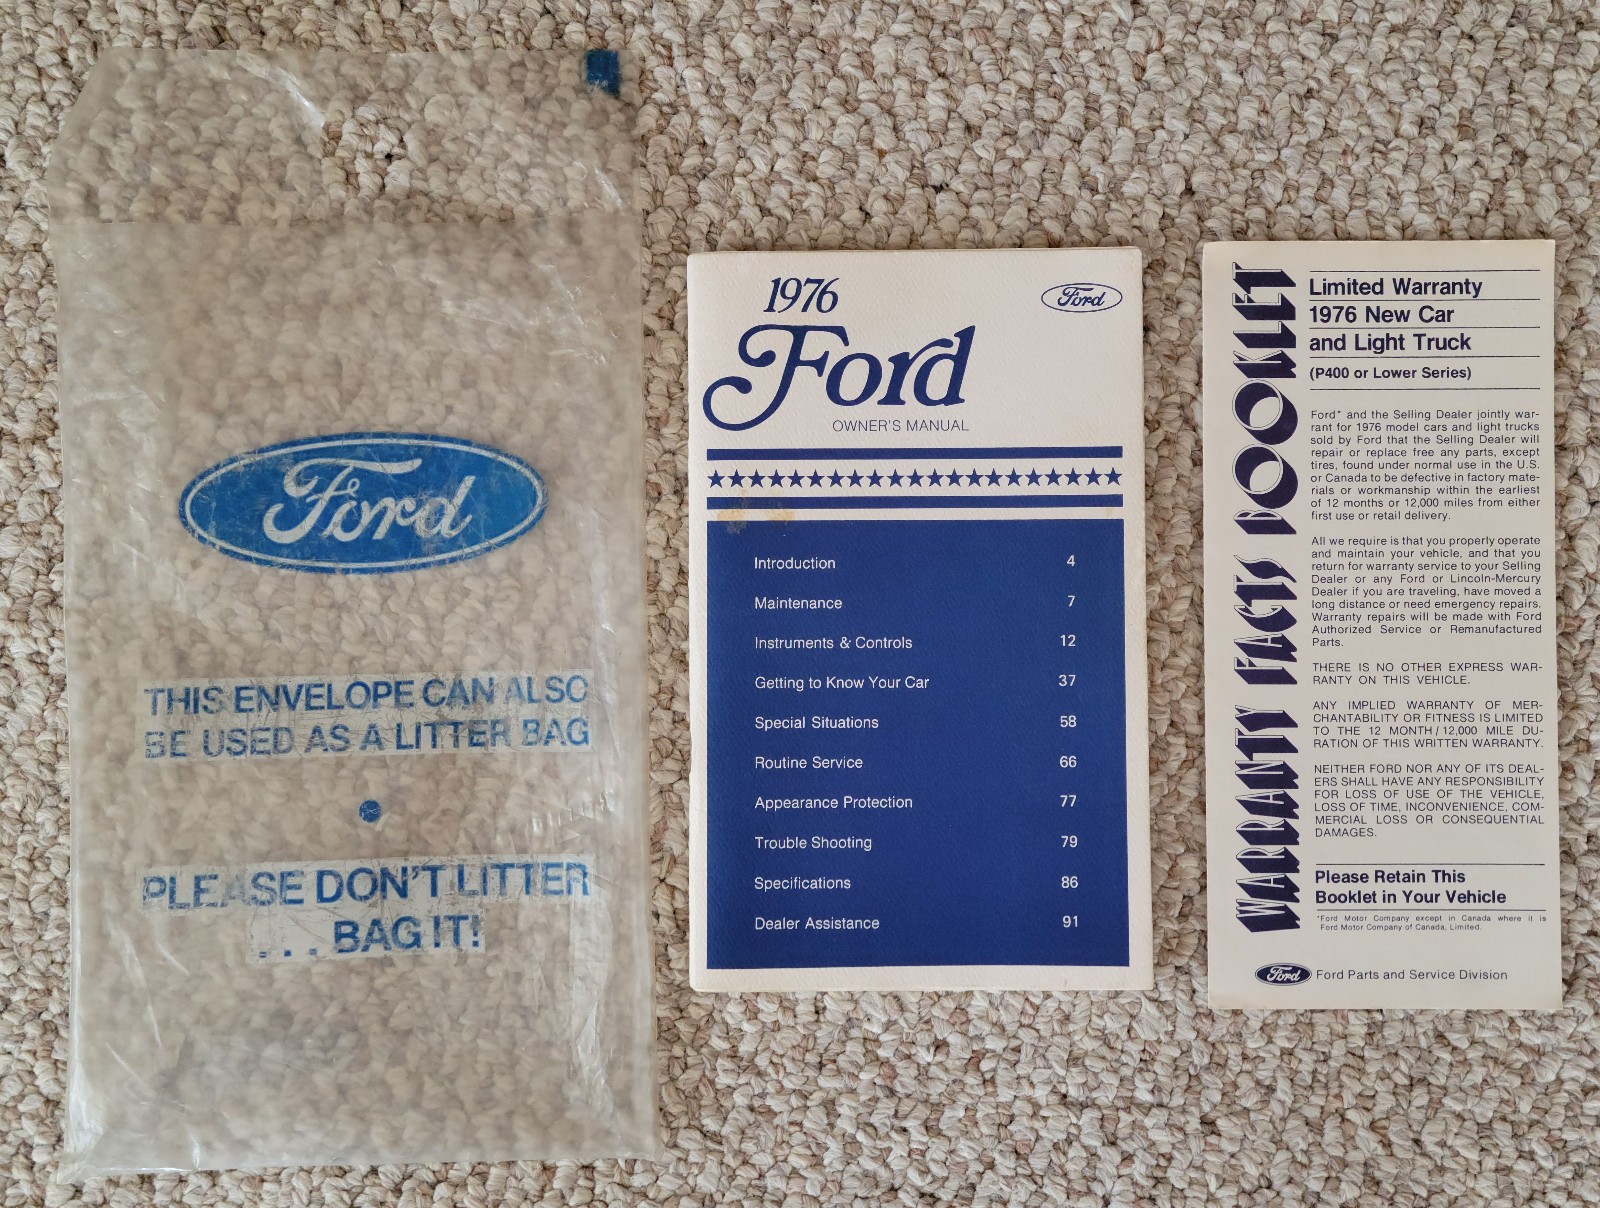 Ford
THIS ENVELOPE CAN ALSO
BE USED AS A LITTER BAG
PLEASE DON'T LITTER
. . . BAG IT!
1976
Ford
Ford
OWNER'S MANUAL
Introduction 4
Maintenance 7
Instruments & Controls 12
Getting to Know Your Car 37
Special Situations 58
Routine Service 66
Appearance Protection 77
Trouble Shooting 79
Specifications 86
Dealer Assistance 91
WARRANTY FACTS BOOKLET
Limited Warranty
1976 New Car
and Light Truck
(P400 or Lower Series)
Ford* and the Selling Dealer jointly war-
rant for 1976 model cars and light trucks
sold by Ford that the Selling Dealer will
repair or replace free any parts, except
tires, found under normal use in the U.S.
or Canada to be defective in factory mate-
rials or workmanship within the earliest
of 12 months or 12,000 miles from either
first use or retail delivery.
All we require is that you properly operate
and maintain your vehicle, and that you
return for warranty service to your Selling
Dealer or any Ford or Lincoln-Mercury
Dealer if you are traveling, have moved a
long distance or need emergency repairs.
Warranty repairs will be made with Ford
Authorized Service or Remanufactured
Parts.
THERE IS NO OTHER EXPRESS WAR-
RANTY ON THIS VEHICLE.
ANY IMPLIED WARRANTY OF MER-
CHANTABILITY OR FITNESS IS LIMITED
TO THE 12 MONTH/12,000 MILE DU-
RATION OF THIS WRITTEN WARRANTY.
NEITHER FORD NOR ANY OF ITS DEAL-
ERS SHALL HAVE ANY RESPONSIBILITY
FOR LOSS OF USE OF THE VEHICLE,
LOSS OF TIME, INCONVENIENCE, COM-
MERCIAL LOSS OR CONSEQUENTIAL
DAMAGES.
Please Retain This
Booklet in Your Vehicle
*Ford Motor Company except in Canada where it is
Ford Motor Company of Canada, Limited.
Ford Ford Parts and Service Division